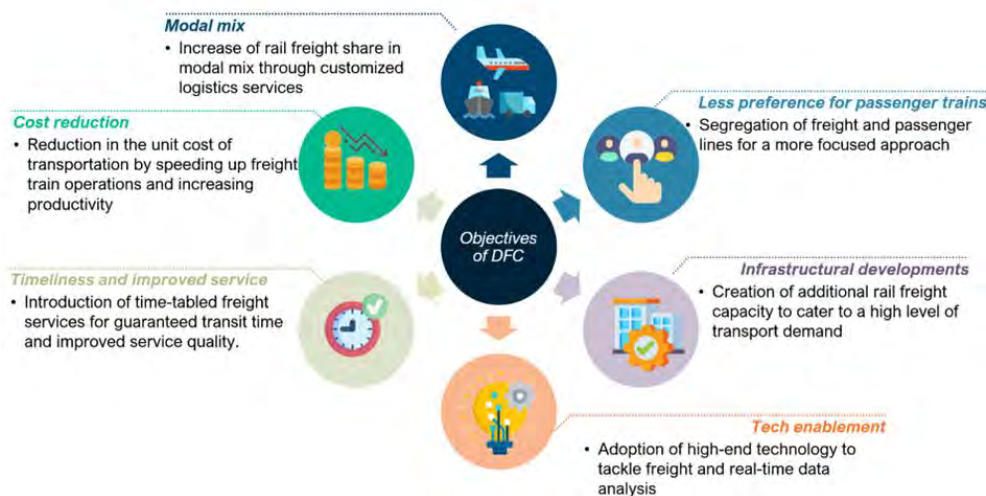 Modal mix
• Increase of rail freight share in
modal mix through customized
logistics services
Less preference for passenger trains
• Segregation of freight and passenger
lines for a more focused approach
Cost reduction
• Reduction in the unit cost of
transportation by speeding up freight
train operations and increasing
productivity
Objectives
of DFC
Timeliness and improved service
• Introduction of time-tabled freight
services for guaranteed transit time
and improved service quality.
Infrastructural developments
• Creation of additional rail freight
capacity to cater to a high level of
transport demand
Tech enablement
• Adoption of high-end technology to
tackle freight and real-time data
analysis